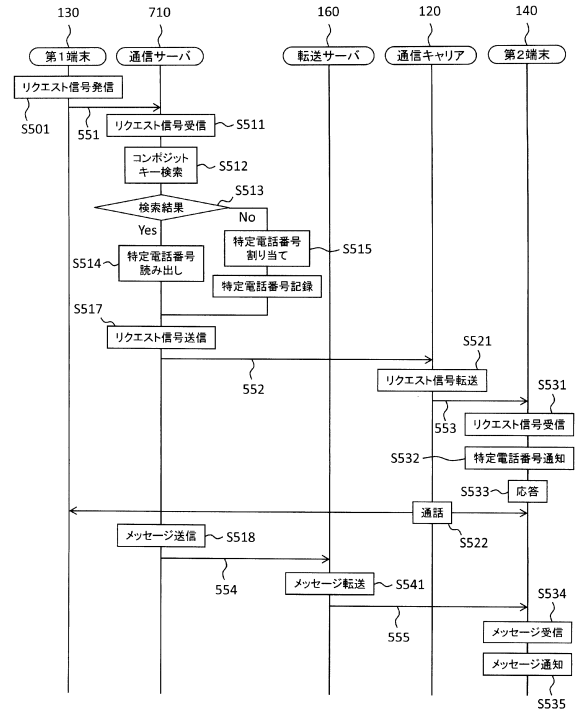 130
710
160
120
140
第1端末
通信サーバ
転送サーバ
通信キャリア
第2端末
リクエスト信号発信
S501
551
リクエスト信号受信
S511
コンポジット
キー検索
S512
S513
検索結果
Yes
No
特定電話番号
読み出し
S514
特定電話番号
割り当て
S515
特定電話番号記録
S517
リクエスト信号送信
552
S521
リクエスト信号転送
553
S531
リクエスト信号受信
S532
特定電話番号通知
S533
応答
通話
S522
メッセージ送信
S518
554
メッセージ転送
S541
555
S534
メッセージ受信
メッセージ通知
S535